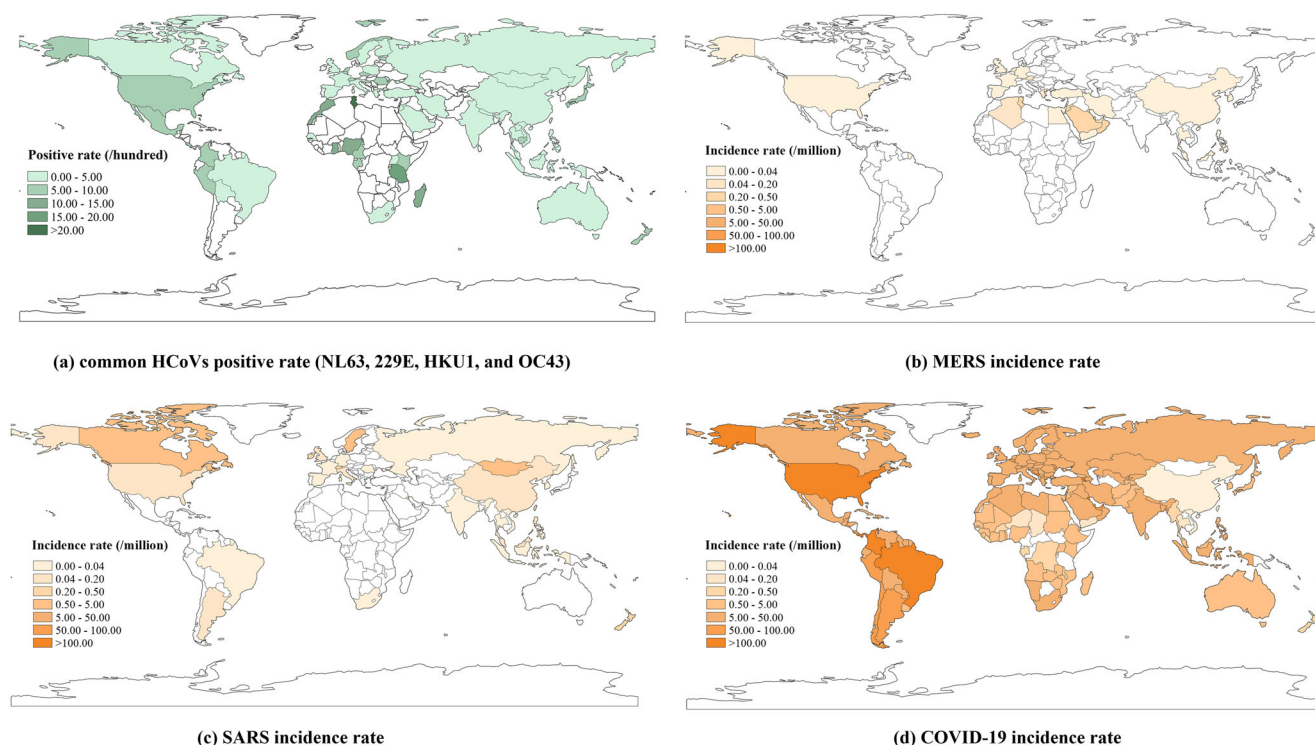 Positive rate (/hundred)
0.00 - 5.00
5.00 - 10.00
10.00 - 15.00
15.00 - 20.00
>20.00
(a) common HCoVs positive rate (NL63, 229E, HKU1, and OC43)
Incidence rate (/million)
0.00 - 0.04
0.04 - 0.20
0.20 - 0.50
0.50 - 5.00
5.00 - 50.00
50.00 - 100.00
>100.00
(b) MERS incidence rate
Incidence rate (/million)
0.00 - 0.04
0.04 - 0.20
0.20 - 0.50
0.50 - 5.00
5.00 - 50.00
50.00 - 100.00
>100.00
(c) SARS incidence rate
Incidence rate (/million)
0.00 - 0.04
0.04 - 0.20
0.20 - 0.50
0.50 - 5.00
5.00 - 50.00
50.00 - 100.00
>100.00
(d) COVID-19 incidence rate